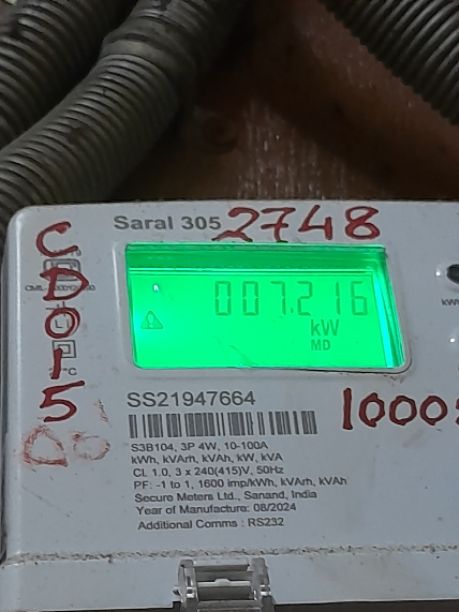 Saral 305
2748
CD015
007.216
kW
MD
SS21947664
1000
S3B104, 3P 4W, 10-100A
kWh, kVArh, kVAh, kW, kVA
Cl. 1.0, 3 x 240(415)V, 50Hz
PF: -1 to 1, 1600 imp/kWh, kVArh, kVAh
Secure Meters Ltd., Sanand, India
Year of Manufacture: 08/2024
Additional Comms : RS232